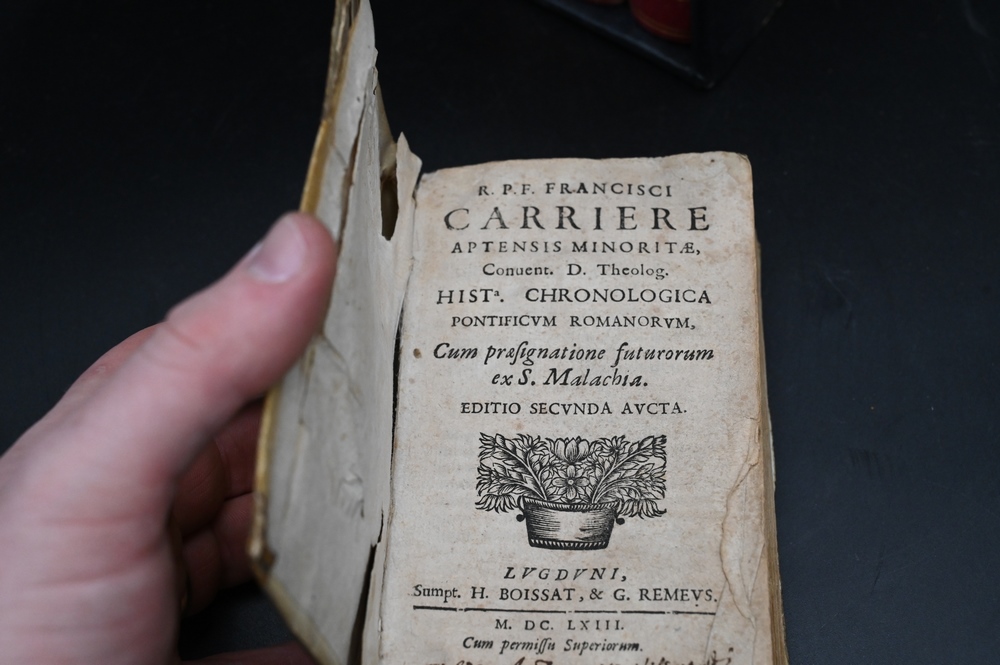 R. P. F. FRANCISCI
CARRIERE
APTENSIS MINORITÆ,
Conuent. D. Theolog.
HISTᵃ. CHRONOLOGICA
PONTIFICVM ROMANORVM,
Cum præſignatione futurorum
ex S. Malachia.
EDITIO SECVNDA AVCTA.
LVGDVNI,
Sumpt. H. BOISSAT, & G. REMEVS.
M. DC. LXIII.
Cum permiſſu Superiorum.